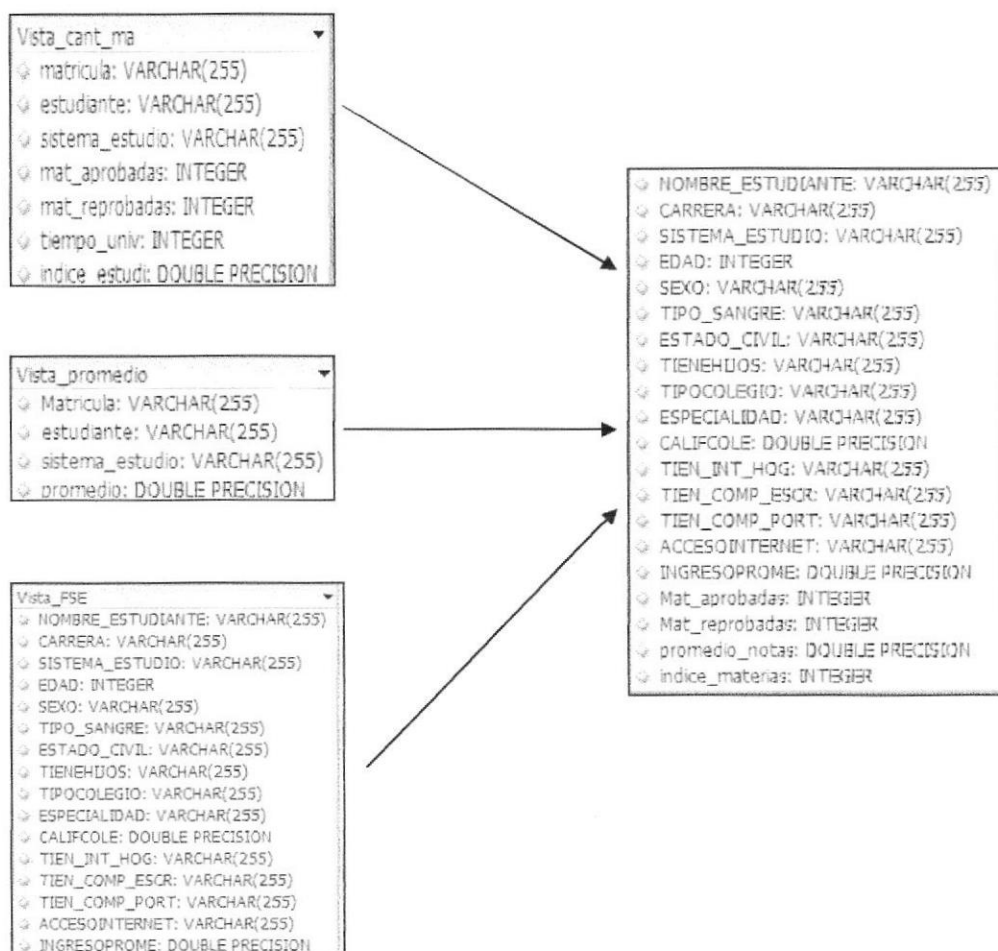 Vista_cant_ma
matricula: VARCHAR(255)
estudiante: VARCHAR(255)
sistema_estudio: VARCHAR(255)
mat_aprobadas: INTEGER
mat_reprobadas: INTEGER
tiempo_univ: INTEGER
indice_estudi: DOUBLE PRECISION
Vista_promedio
Matricula: VARCHAR(255)
estudiante: VARCHAR(255)
sistema_estudio: VARCHAR(255)
promedio: DOUBLE PRECISION
Vista_FSE
NOMBRE_ESTUDIANTE: VARCHAR(255)
CARRERA: VARCHAR(255)
SISTEMA_ESTUDIO: VARCHAR(255)
EDAD: INTEGER
SEXO: VARCHAR(255)
TIPO_SANGRE: VARCHAR(255)
ESTADO_CIVIL: VARCHAR(255)
TIENEHIJOS: VARCHAR(255)
TIPOCOLEGIO: VARCHAR(255)
ESPECIALIDAD: VARCHAR(255)
CALIFCOLE: DOUBLE PRECISION
TIEN_INT_HOG: VARCHAR(255)
TIEN_COMP_ESCR: VARCHAR(255)
TIEN_COMP_PORT: VARCHAR(255)
ACCESOINTERNET: VARCHAR(255)
INGRESOPROME: DOUBLE PRECISION
NOMBRE_ESTUDIANTE: VARCHAR(255)
CARRERA: VARCHAR(255)
SISTEMA_ESTUDIO: VARCHAR(255)
EDAD: INTEGER
SEXO: VARCHAR(255)
TIPO_SANGRE: VARCHAR(255)
ESTADO_CIVIL: VARCHAR(255)
TIENEHIJOS: VARCHAR(255)
TIPOCOLEGIO: VARCHAR(255)
ESPECIALIDAD: VARCHAR(255)
CALIFCOLE: DOUBLE PRECISION
TIEN_INT_HOG: VARCHAR(255)
TIEN_COMP_ESCR: VARCHAR(255)
TIEN_COMP_PORT: VARCHAR(255)
ACCESOINTERNET: VARCHAR(255)
INGRESOPROME: DOUBLE PRECISION
Mat_aprobadas: INTEGER
Mat_reprobadas: INTEGER
promedio_notas: DOUBLE PRECISION
indice_materias: INTEGER